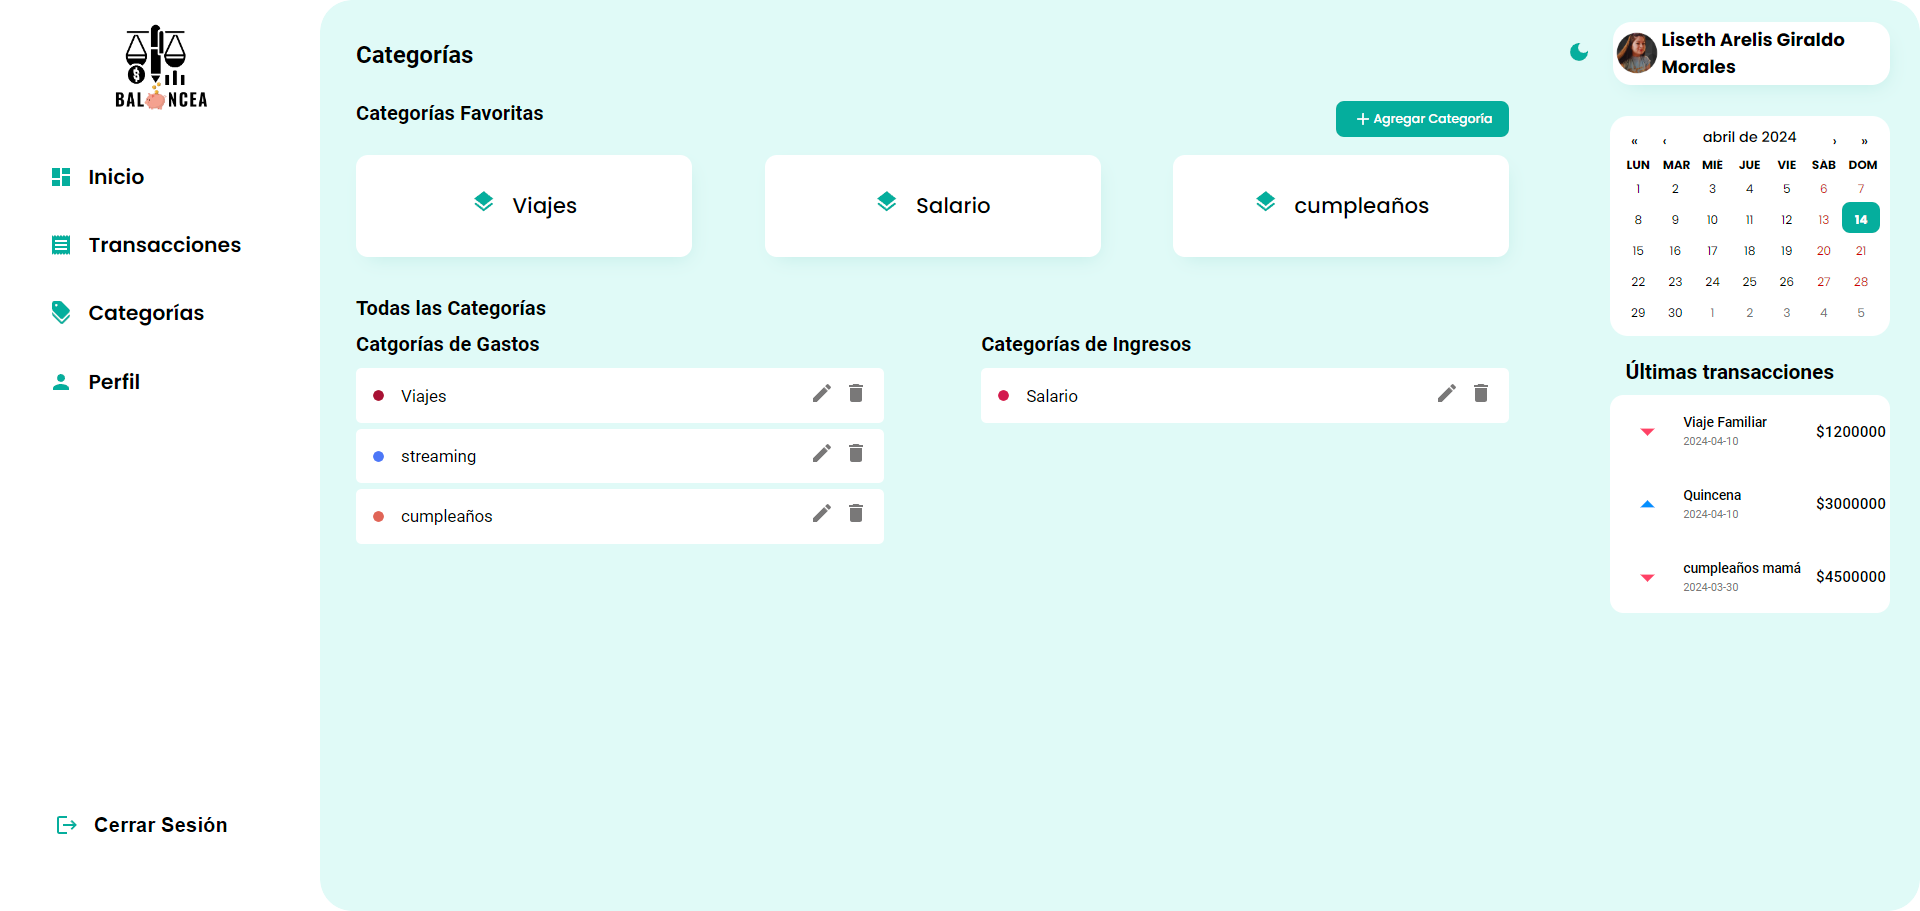 BALANCEA
Inicio
Transacciones
Categorías
Perfil
Cerrar Sesión
Categorías
Categorías Favoritas
Agregar Categoría
Viajes
Salario
cumpleaños
Todas las Categorías
Catgorías de Gastos
Viajes
streaming
cumpleaños
Categorías de Ingresos
Salario
Liseth Arelis Giraldo
Morales
« ‹ abril de 2024 › »
LUN MAR MIÉ JUE VIE SÁB DOM
1 2 3 4 5 6 7
8 9 10 11 12 13 14
15 16 17 18 19 20 21
22 23 24 25 26 27 28
29 30 1 2 3 4 5
Últimas transacciones
Viaje Familiar
2024-04-10
$1200000
Quincena
2024-04-10
$3000000
cumpleaños mamá
2024-03-30
$4500000